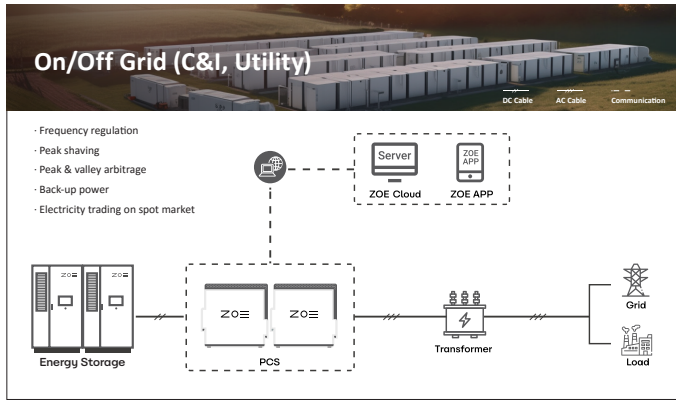 On/Off Grid (C&I, Utility)
DC Cable
AC Cable
Communication
· Frequency regulation
· Peak shaving
· Peak & valley arbitrage
· Back-up power
· Electricity trading on spot market
Server
ZOE
APP
ZOE Cloud
ZOE APP
ZOE
ZOE
ZOE
ZOE
Energy Storage
PCS
Transformer
Grid
Load